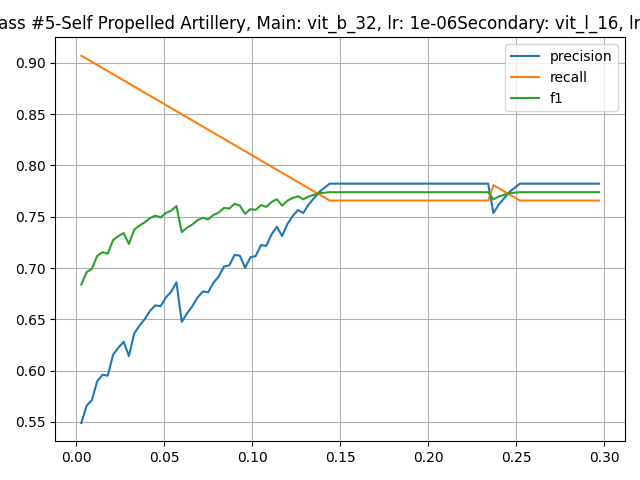 ass #5-Self Propelled Artillery, Main: vit_b_32, lr: 1e-06Secondary: vit_l_16, lr
precision
recall
f1
0.90
0.85
0.80
0.75
0.70
0.65
0.60
0.55
0.00 0.05 0.10 0.15 0.20 0.25 0.30